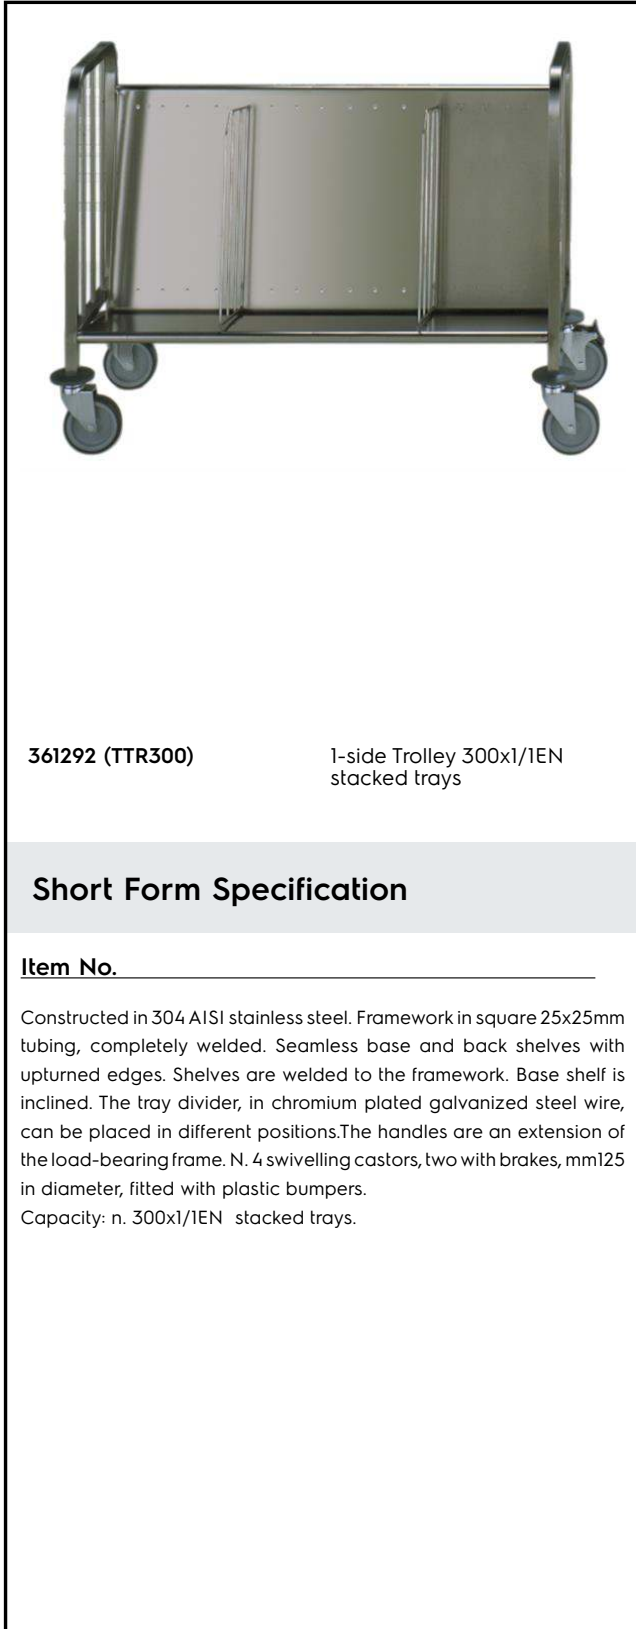 361292 (TTR300)
1-side Trolley 300x1/1EN
stacked trays
Short Form Specification
Item No.
Constructed in 304 AISI stainless steel. Framework in square 25x25mm
tubing, completely welded. Seamless base and back shelves with
upturned edges. Shelves are welded to the framework. Base shelf is
inclined. The tray divider, in chromium plated galvanized steel wire,
can be placed in different positions.The handles are an extension of
the load-bearing frame. N. 4 swivelling castors, two with brakes, mm125
in diameter, fitted with plastic bumpers.
Capacity: n. 300x1/1EN stacked trays.